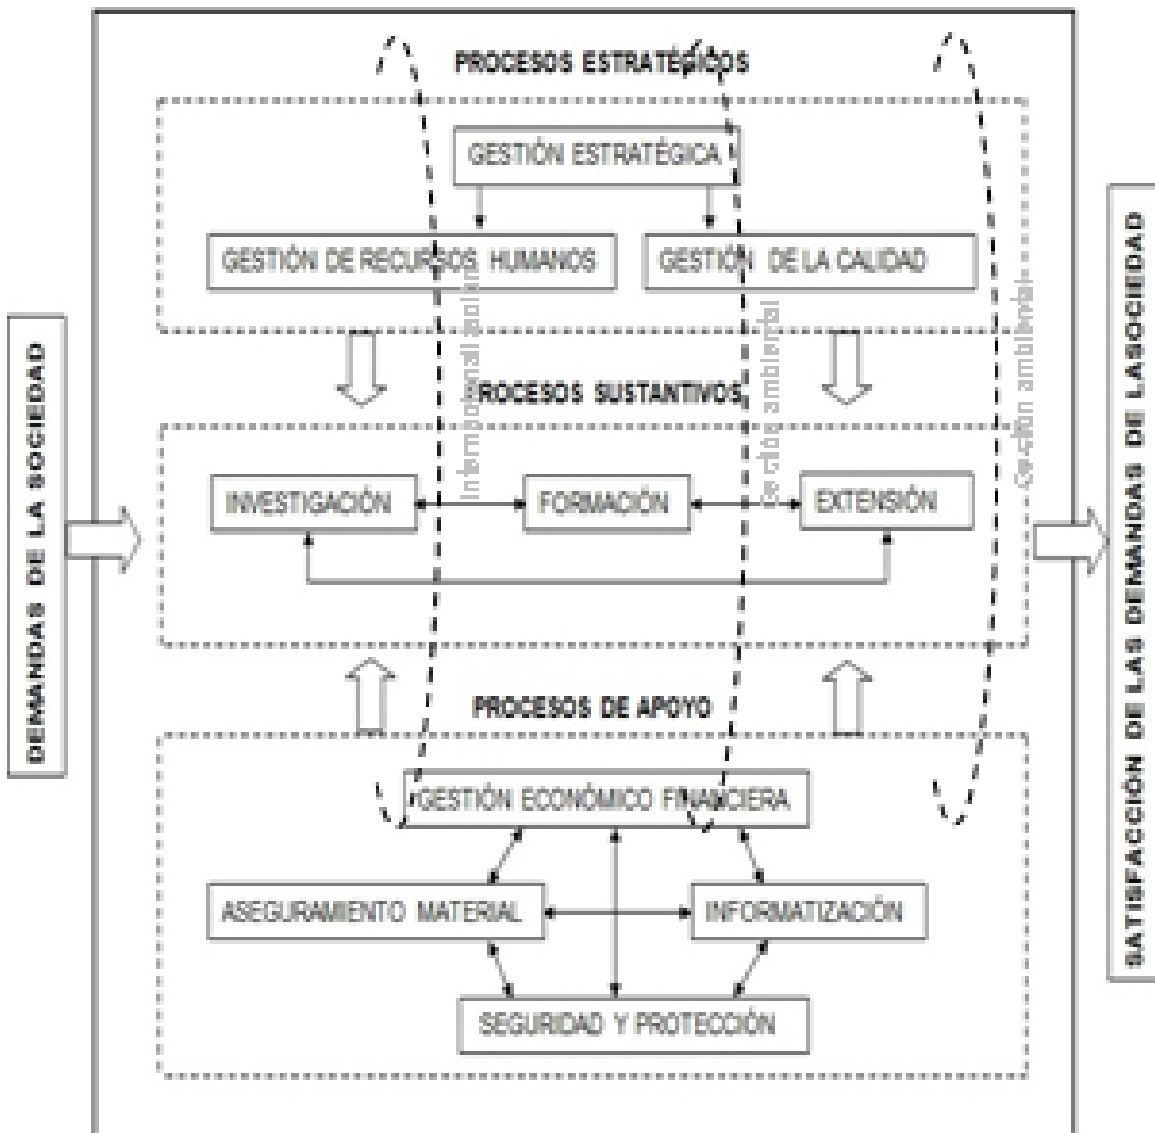 PROCESOS ESTRATÉGICOS
GESTIÓN ESTRATÉGICA
GESTIÓN DE RECURSOS HUMANOS
GESTIÓN DE LA CALIDAD
PROCESOS SUSTANTIVOS
INVESTIGACIÓN
FORMACIÓN
EXTENSIÓN
PROCESOS DE APOYO
GESTIÓN ECONÓMICO FINANCIERA
ASEGURAMIENTO MATERIAL
INFORMATIZACIÓN
SEGURIDAD Y PROTECCIÓN
DEMANDAS DE LA SOCIEDAD
SATISFACCIÓN DE LAS DEMANDAS DE LASOCIEDAD
ambiental
ambiental